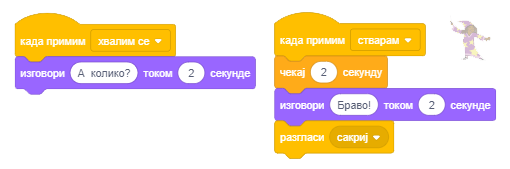 када примим хвалим се
изговори А колико? током 2 секунде
када примим стварам
чекај 2 секунду
изговори Браво! током 2 секунде
разгласи сакриј